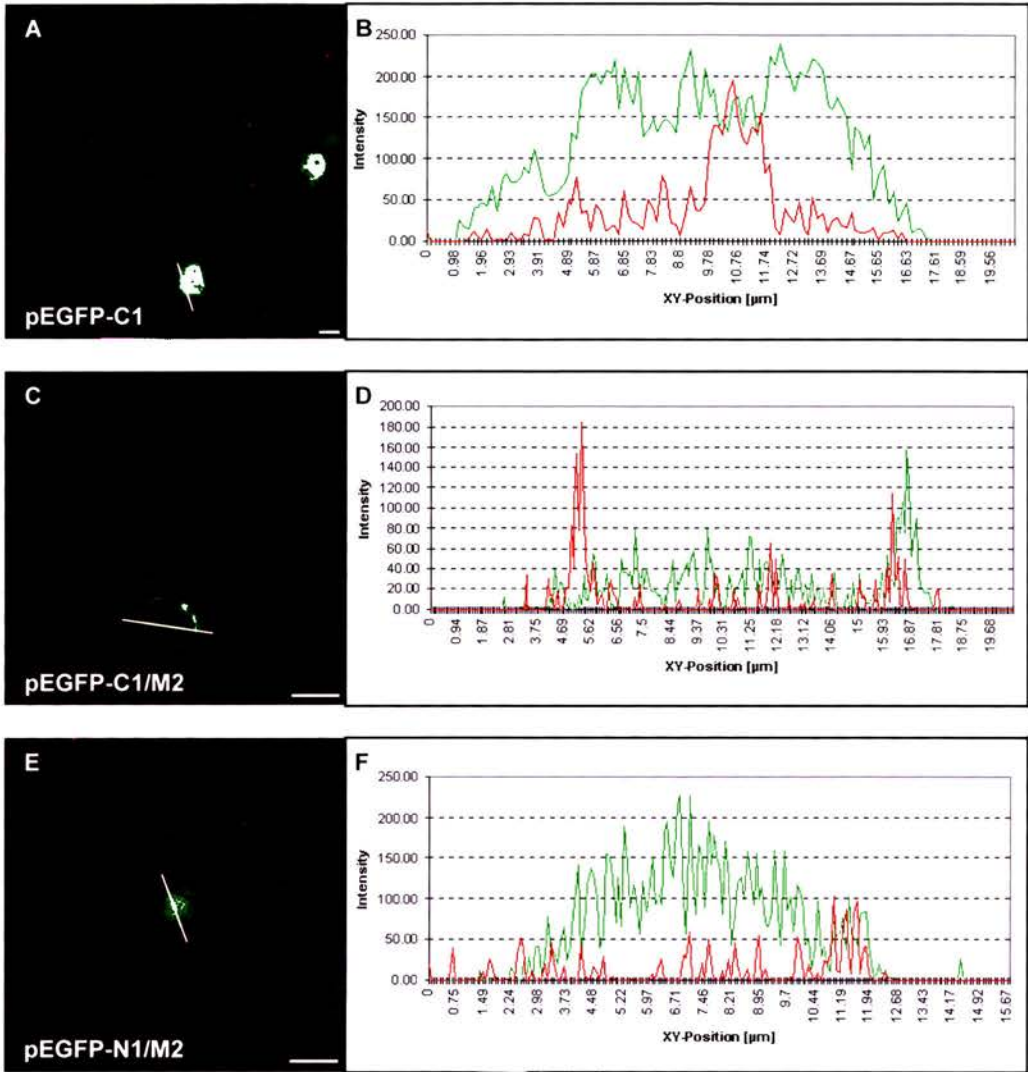 A
pEGFP-C1
B
Intensity
250.00
200.00
150.00
100.00
50.00
0.00
0 0.98 1.96 2.93 3.91 4.89 5.87 6.85 7.83 8.8 9.78 10.76 11.74 12.72 13.69 14.67 15.65 16.63 17.61 18.59 19.56
XY-Position [µm]
C
pEGFP-C1/M2
D
Intensity
200.00
180.00
160.00
140.00
120.00
100.00
80.00
60.00
40.00
20.00
0.00
0 0.94 1.87 2.81 3.75 4.69 5.62 6.56 7.5 8.44 9.37 10.31 11.25 12.18 13.12 14.06 15 15.93 16.87 17.81 18.75 19.68
XY-Position [µm]
E
pEGFP-N1/M2
F
Intensity
250.00
200.00
150.00
100.00
50.00
0.00
0 0.75 1.49 2.24 2.98 3.73 4.48 5.22 5.97 6.71 7.46 8.21 8.95 9.7 10.44 11.19 11.94 12.68 13.43 14.17 14.92 15.67
XY-Position [µm]